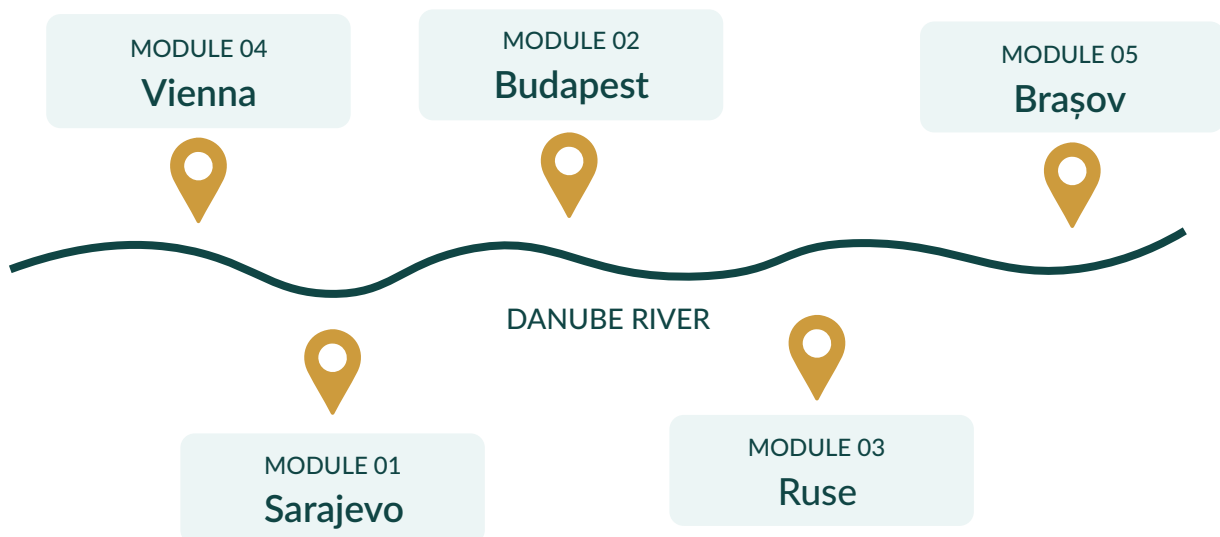 MODULE 04
Vienna
MODULE 02
Budapest
MODULE 05
Brașov
DANUBE RIVER
MODULE 01
Sarajevo
MODULE 03
Ruse